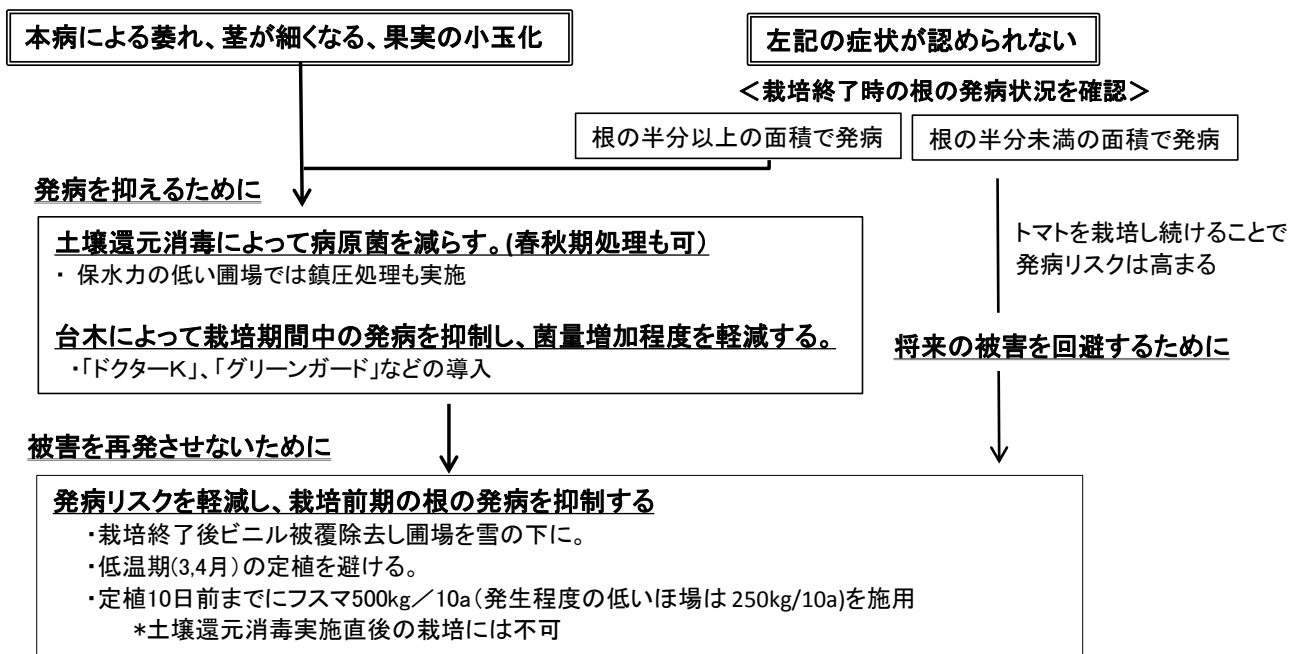 本病による萎れ、茎が細くなる、果実の小玉化
左記の症状が認められない
＜栽培終了時の根の発病状況を確認＞
根の半分以上の面積で発病
根の半分未満の面積で発病
発病を抑えるために
土壌還元消毒によって病原菌を減らす。(春秋期処理も可）
・ 保水力の低い圃場では鎮圧処理も実施
台木によって栽培期間中の発病を抑制し、菌量増加程度を軽減する。
・「ドクターＫ」、「グリーンガード」などの導入
トマトを栽培し続けることで
発病リスクは高まる
将来の被害を回避するために
被害を再発させないために
発病リスクを軽減し、栽培前期の根の発病を抑制する
・栽培終了後ビニル被覆除去し圃場を雪の下に。
・低温期(3,4月）の定植を避ける。
・定植10日前までにフスマ500kg／10a（発生程度の低いほ場は 250kg/10a)を施用
*土壌還元消毒実施直後の栽培には不可